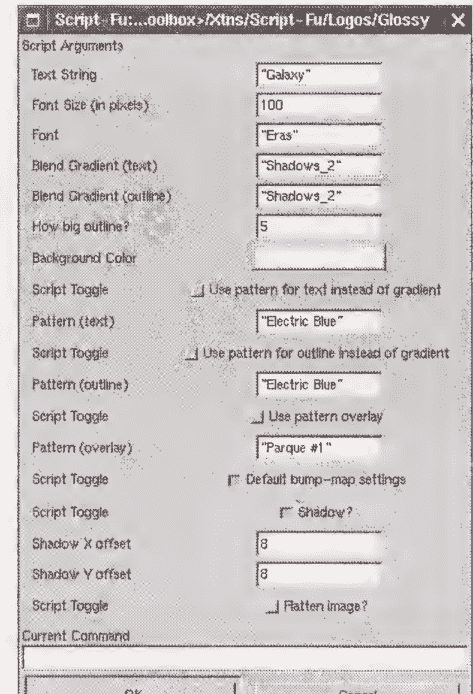 Script-Fu:...oolbox>/Xtns/Script-Fu/Logos/Glossy X
Script Arguments
Text String "Galaxy"
Font Size (in pixels) 100
Font "Eras"
Blend Gradient (text) "Shadows_2"
Blend Gradient (outline) "Shadows_2"
How big outline? 5
Background Color
Script Toggle Use pattern for text instead of gradient
Pattern (text) "Electric Blue"
Script Toggle Use pattern for outline instead of gradient
Pattern (outline) "Electric Blue"
Script Toggle Use pattern overlay
Pattern (overlay) "Parque #1"
Script Toggle Default bump-map settings
Script Toggle Shadow?
Shadow X offset 8
Shadow Y offset 8
Script Toggle Flatten image?
Current Command
OK Cancel